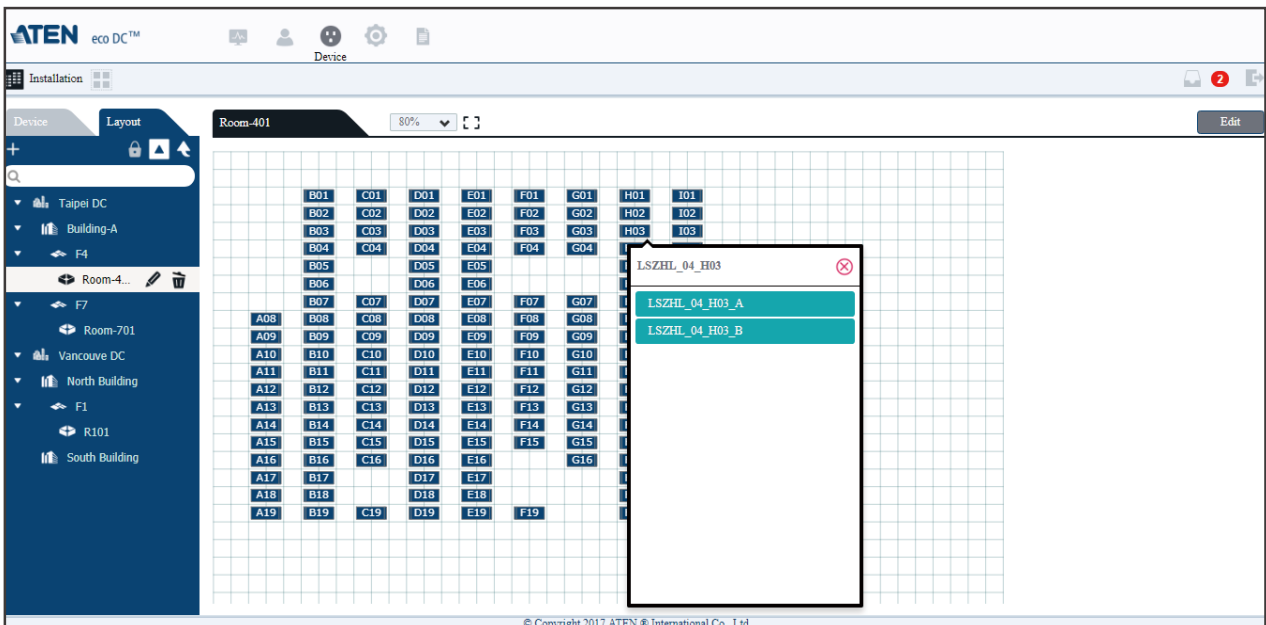 ATEN eco DC™
Device
Installation
2
Device Layout Room-401 80% Edit
Taipei DC
Building-A
F4
Room-4...
F7
Room-701
Vancouve DC
North Building
F1
R101
South Building
B01 C01 D01 E01 F01 G01 H01 I01
B02 C02 D02 E02 F02 G02 H02 I02
B03 C03 D03 E03 F03 G03 H03 I03
B04 C04 D04 E04 F04 G04
B05 D05 E05
B06 D06 E06
B07 C07 D07 E07 F07 G07
A08 B08 C08 D08 E08 F08 G08
A09 B09 C09 D09 E09 F09 G09
A10 B10 C10 D10 E10 F10 G10
A11 B11 C11 D11 E11 F11 G11
A12 B12 C12 D12 E12 F12 G12
A13 B13 C13 D13 E13 F13 G13
A14 B14 C14 D14 E14 F14 G14
A15 B15 C15 D15 E15 F15 G15
A16 B16 C16 D16 E16 G16
A17 B17 D17 E17
A18 B18 D18 E18
A19 B19 C19 D19 E19 F19
LSZHL_04_H03
LSZHL_04_H03_A
LSZHL_04_H03_B
© Copyright 2017 ATEN ® International Co., Ltd.